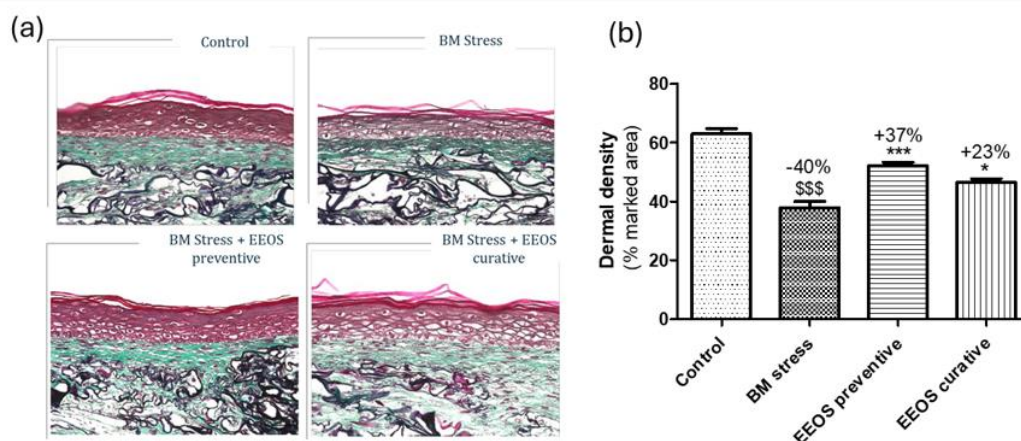 (a)
Control
BM Stress
BM Stress + EEOS
preventive
BM Stress + EEOS
curative
(b)
Dermal density
(% marked area)
80
60
40
20
0
-40%
$$$
+37%
***
+23%
*
Control
BM stress
EEOS preventive
EEOS curative